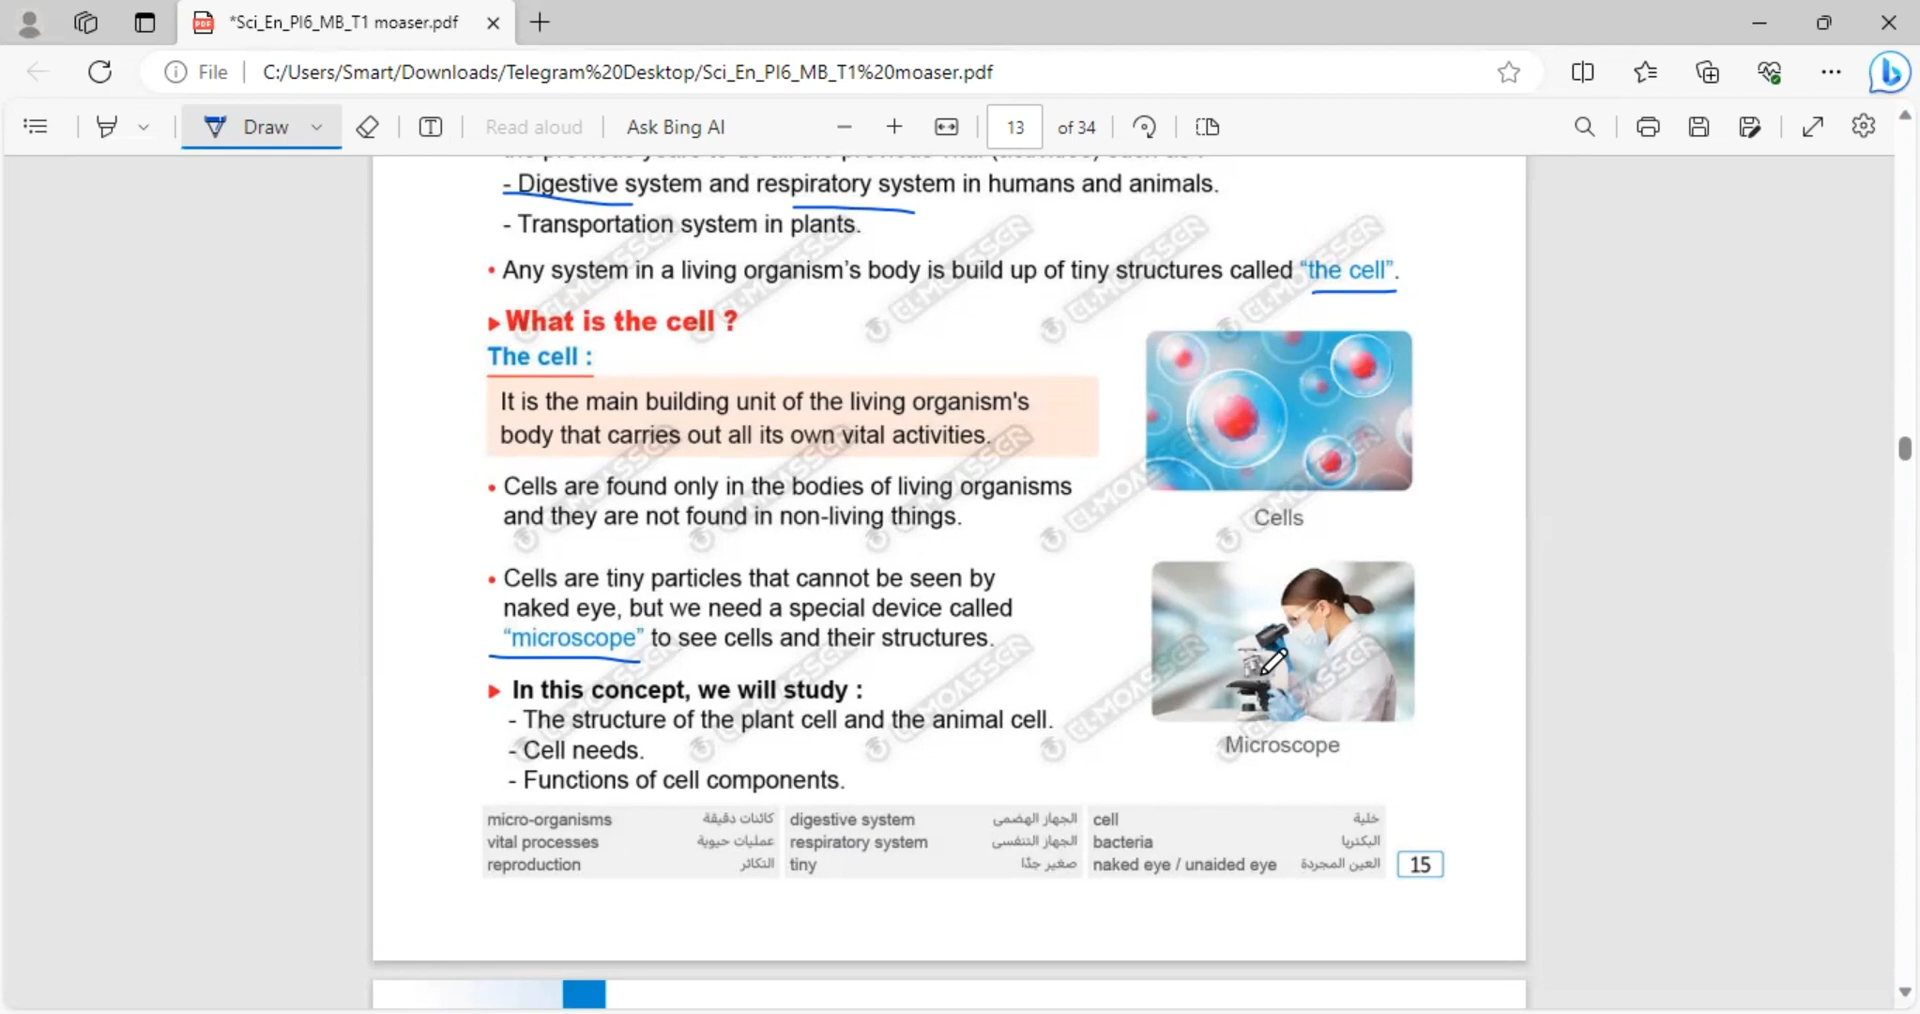 *Sci_En_PI6_MB_T1 moaser.pdf
File
C:/Users/Smart/Downloads/Telegram%20Desktop/Sci_En_PI6_MB_T1%20moaser.pdf
Draw
Read aloud
Ask Bing AI
13
of 34
- Digestive system and respiratory system in humans and animals.
- Transportation system in plants.
• Any system in a living organism's body is build up of tiny structures called “the cell”.
What is the cell ?
The cell :
It is the main building unit of the living organism's
body that carries out all its own vital activities.
• Cells are found only in the bodies of living organisms
and they are not found in non-living things.
Cells
• Cells are tiny particles that cannot be seen by
naked eye, but we need a special device called
“microscope” to see cells and their structures.
In this concept, we will study :
- The structure of the plant cell and the animal cell.
- Cell needs.
- Functions of cell components.
Microscope
micro-organisms كائنات دقيقة digestive system الجهاز الهضمى cell خلية
vital processes عمليات حيوية respiratory system الجهاز التنفسى bacteria البكتريا
reproduction التكاثر tiny صغير جدًا naked eye / unaided eye العين المجردة
15